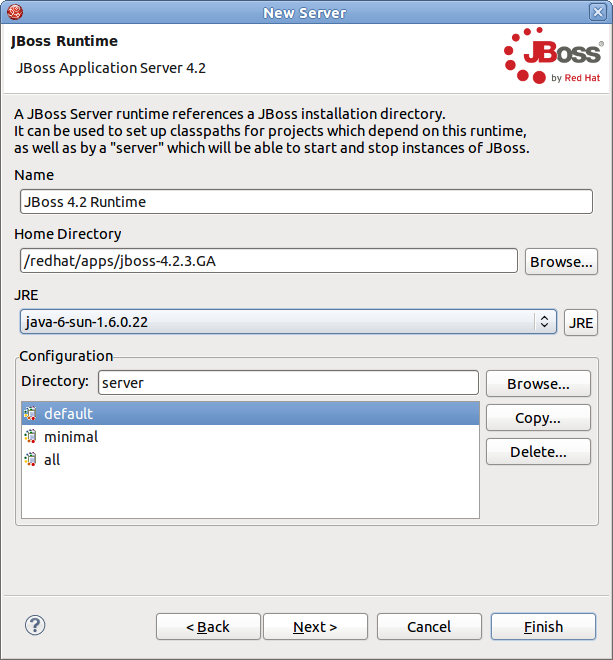 New Server
JBoss Runtime
JBoss Application Server 4.2
JBoss®
by Red Hat
A JBoss Server runtime references a JBoss installation directory.
It can be used to set up classpaths for projects which depend on this runtime,
as well as by a "server" which will be able to start and stop instances of JBoss.
Name
JBoss 4.2 Runtime
Home Directory
/redhat/apps/jboss-4.2.3.GA
Browse...
JRE
java-6-sun-1.6.0.22
JRE
Configuration
Directory: server
Browse...
default
Copy...
minimal
Delete...
all
?
< Back
Next >
Cancel
Finish